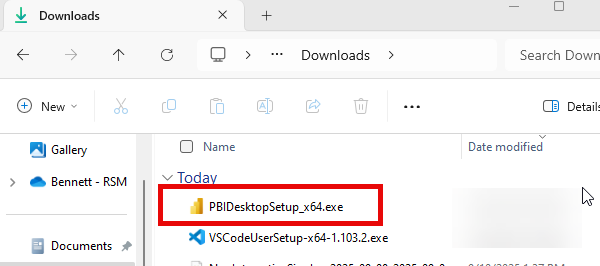 Downloads
Downloads
Search Down
New
Details
Name
Date modified
Gallery
Today
Bennett - RSM
PBIDesktopSetup_x64.exe
VSCodeUserSetup-x64-1.103.2.exe
Documents